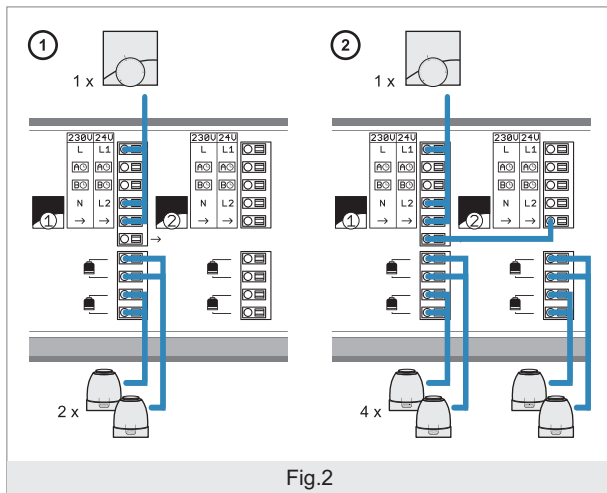 1 2
1 x 1 x
230V 24V 230V 24V 230V 24V 230V 24V
L L1 L L1 L L1 L L1
A A A A A A A A
B B B B B B B B
N L2 N L2 N L2 N L2
1 → → 2 → → 1 → → 2 → →
→
2 x 4 x
Fig.2